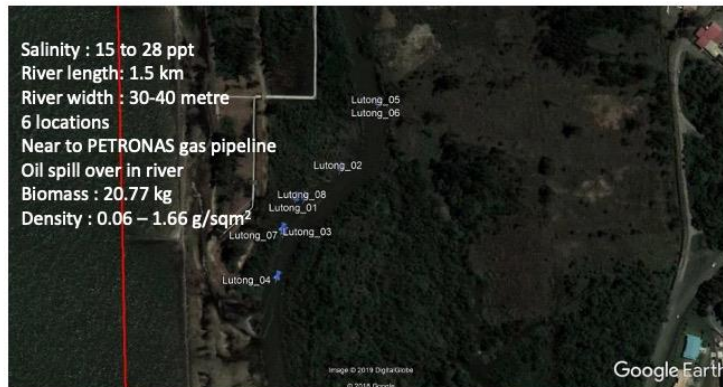 Salinity : 15 to 28 ppt
River length: 1.5 km
River width : 30-40 metre
6 locations
Near to PETRONAS gas pipeline
Oil spill over in river
Biomass : 20.77 kg
Density : 0.06 – 1.66 g/sqm²
Lutong_05
Lutong_06
Lutong_02
Lutong_08
Lutong_01
Lutong_07
Lutong_03
Lutong_04
Image © 2019 DigitalGlobe
© 2018 Google
Google Earth